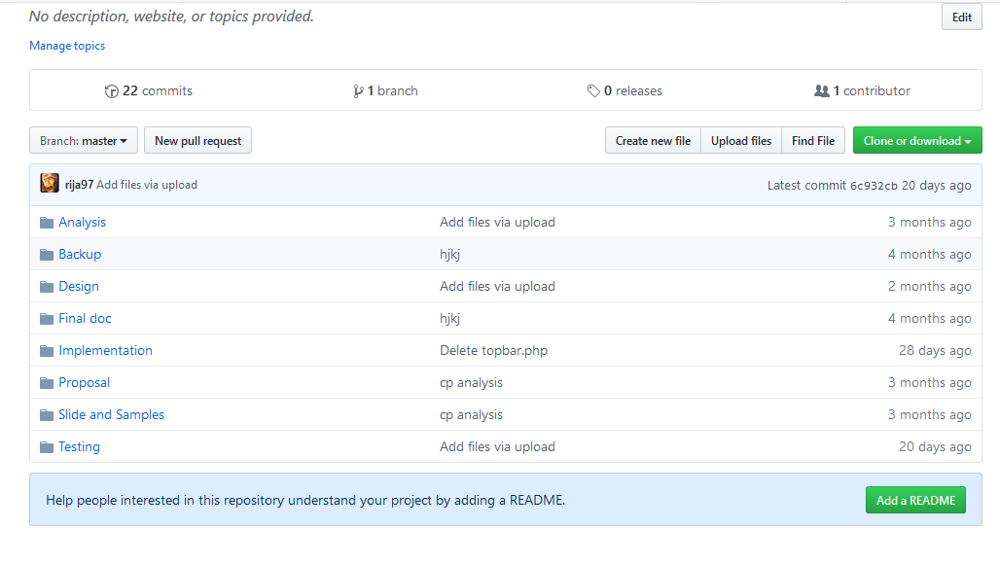 No description, website, or topics provided.
Edit
Manage topics
22 commits 1 branch 0 releases 1 contributor
Branch: master New pull request Create new file Upload files Find File Clone or download
rija97 Add files via upload Latest commit 6c932cb 20 days ago
Analysis Add files via upload 3 months ago
Backup hjkj 4 months ago
Design Add files via upload 2 months ago
Final doc hjkj 4 months ago
Implementation Delete topbar.php 28 days ago
Proposal cp analysis 3 months ago
Slide and Samples cp analysis 3 months ago
Testing Add files via upload 20 days ago
Help people interested in this repository understand your project by adding a README. Add a README